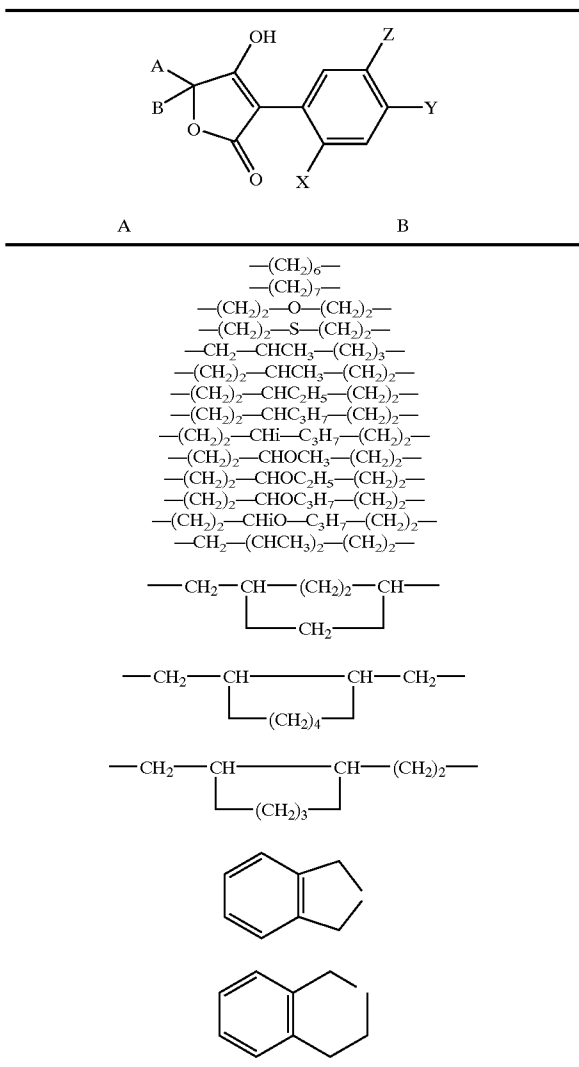 OH
Z
A
B
Y
O
O
X
A B
—(CH₂)₆—
—(CH₂)₇—
—(CH₂)₂—O—(CH₂)₂—
—(CH₂)₂—S—(CH₂)₂—
—CH₂—CHCH₃—(CH₂)₃—
—(CH₂)₂—CHCH₃—(CH₂)₂—
—(CH₂)₂—CHC₂H₅—(CH₂)₂—
—(CH₂)₂—CHC₃H₇—(CH₂)₂—
—(CH₂)₂—CHi—C₃H₇—(CH₂)₂—
—(CH₂)₂—CHOCH₃—(CH₂)₂—
—(CH₂)₂—CHOC₂H₅—(CH₂)₂—
—(CH₂)₂—CHOC₃H₇—(CH₂)₂—
—(CH₂)₂—CHiO—C₃H₇—(CH₂)₂—
—CH₂—(CHCH₃)₂—(CH₂)₂—
—CH₂—CH—(CH₂)₂—CH—
—CH₂—
—CH₂—CH—CH—CH₂—
—(CH₂)₄—
—CH₂—CH—CH—(CH₂)₂—
—(CH₂)₃—